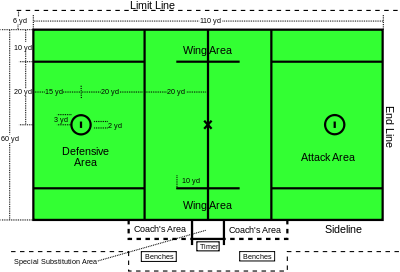 Limit Line
6 yd
110 yd
10 yd
Wing Area
20 yd
15 yd
20 yd
20 yd
3 yd
2 yd
60 yd
Defensive
Area
Attack Area
End Line
10 yd
Wing Area
Coach's Area
Coach's Area
Sideline
Timer
Special Substitution Area
Benches
Benches